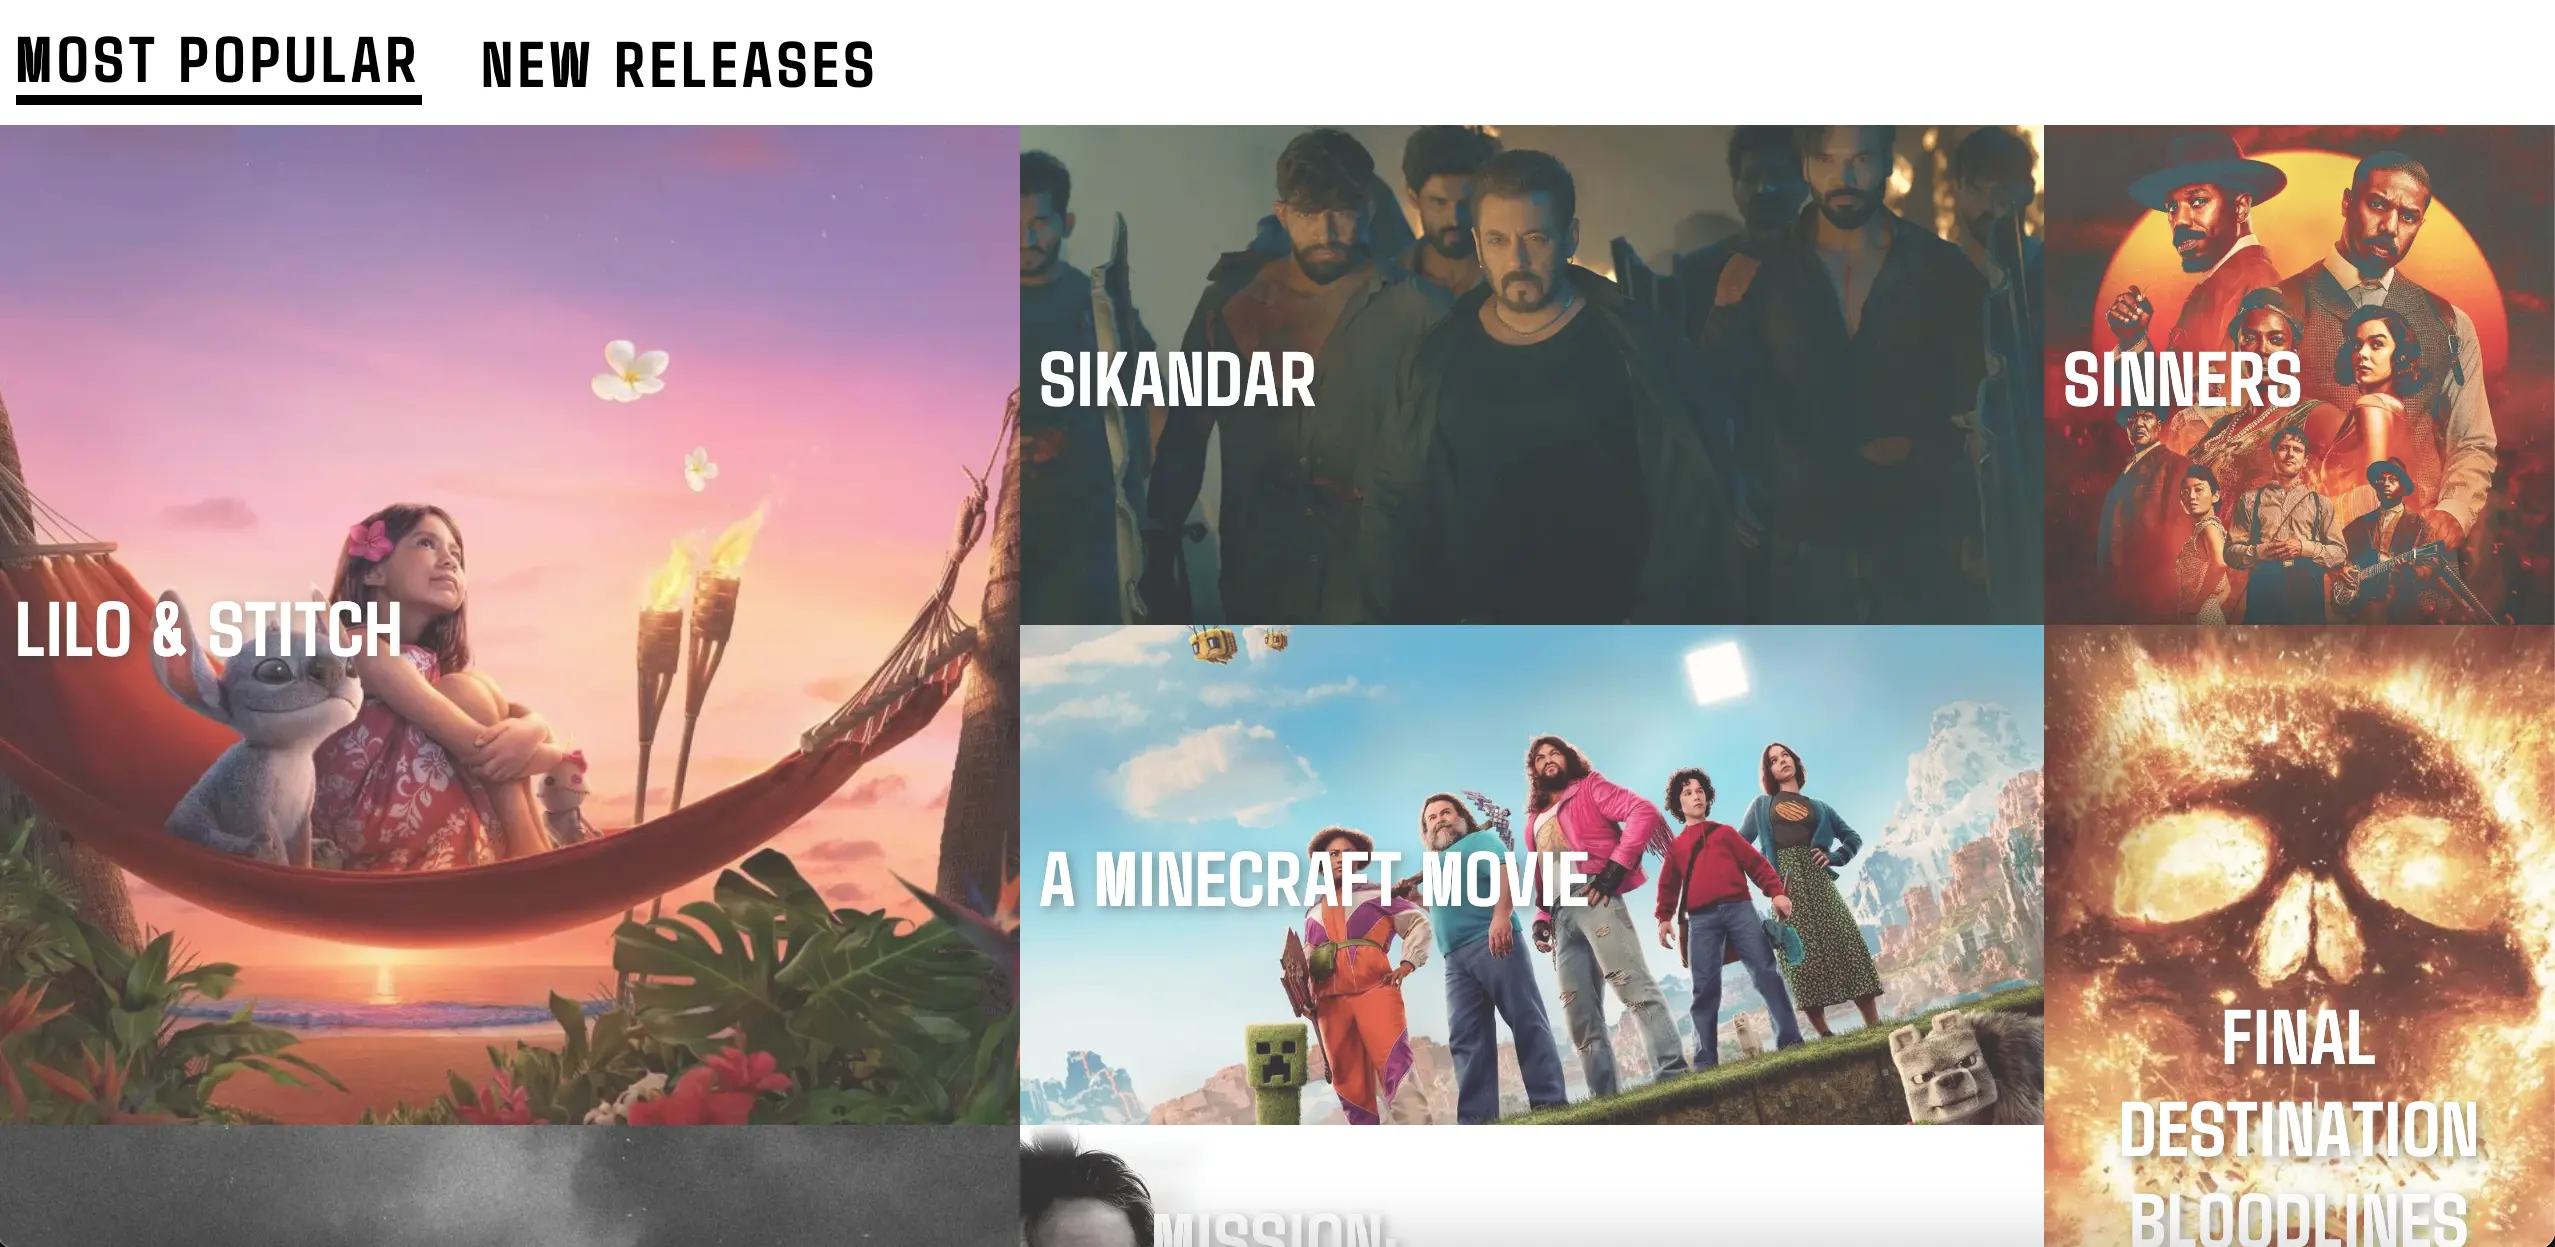 MOST POPULAR
NEW RELEASES
LILO & STITCH
SIKANDAR
SINNERS
A MINECRAFT MOVIE
FINAL
DESTINATION
BLOODLINES
MISSION: